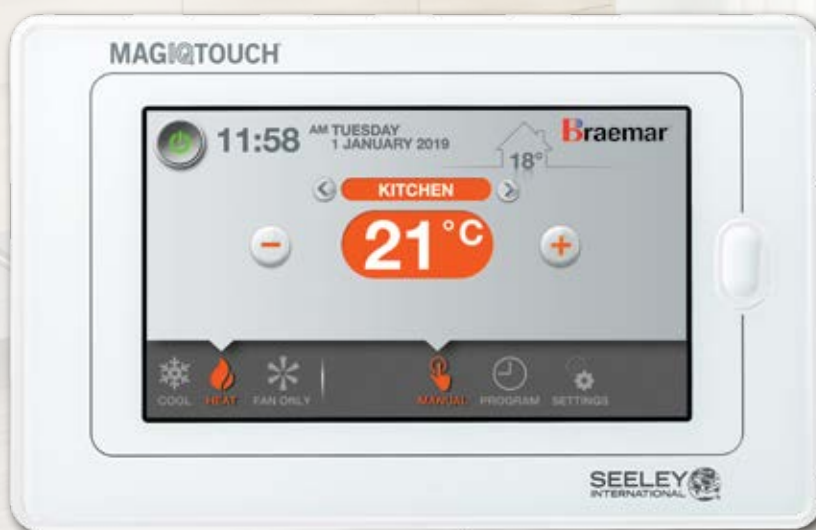 MAGIQTOUCH
11:58 AM TUESDAY
1 JANUARY 2019
18°
Braemar
KITCHEN
21°C
COOL HEAT FAN ONLY MANUAL PROGRAM SETTINGS
SEELEY
INTERNATIONAL